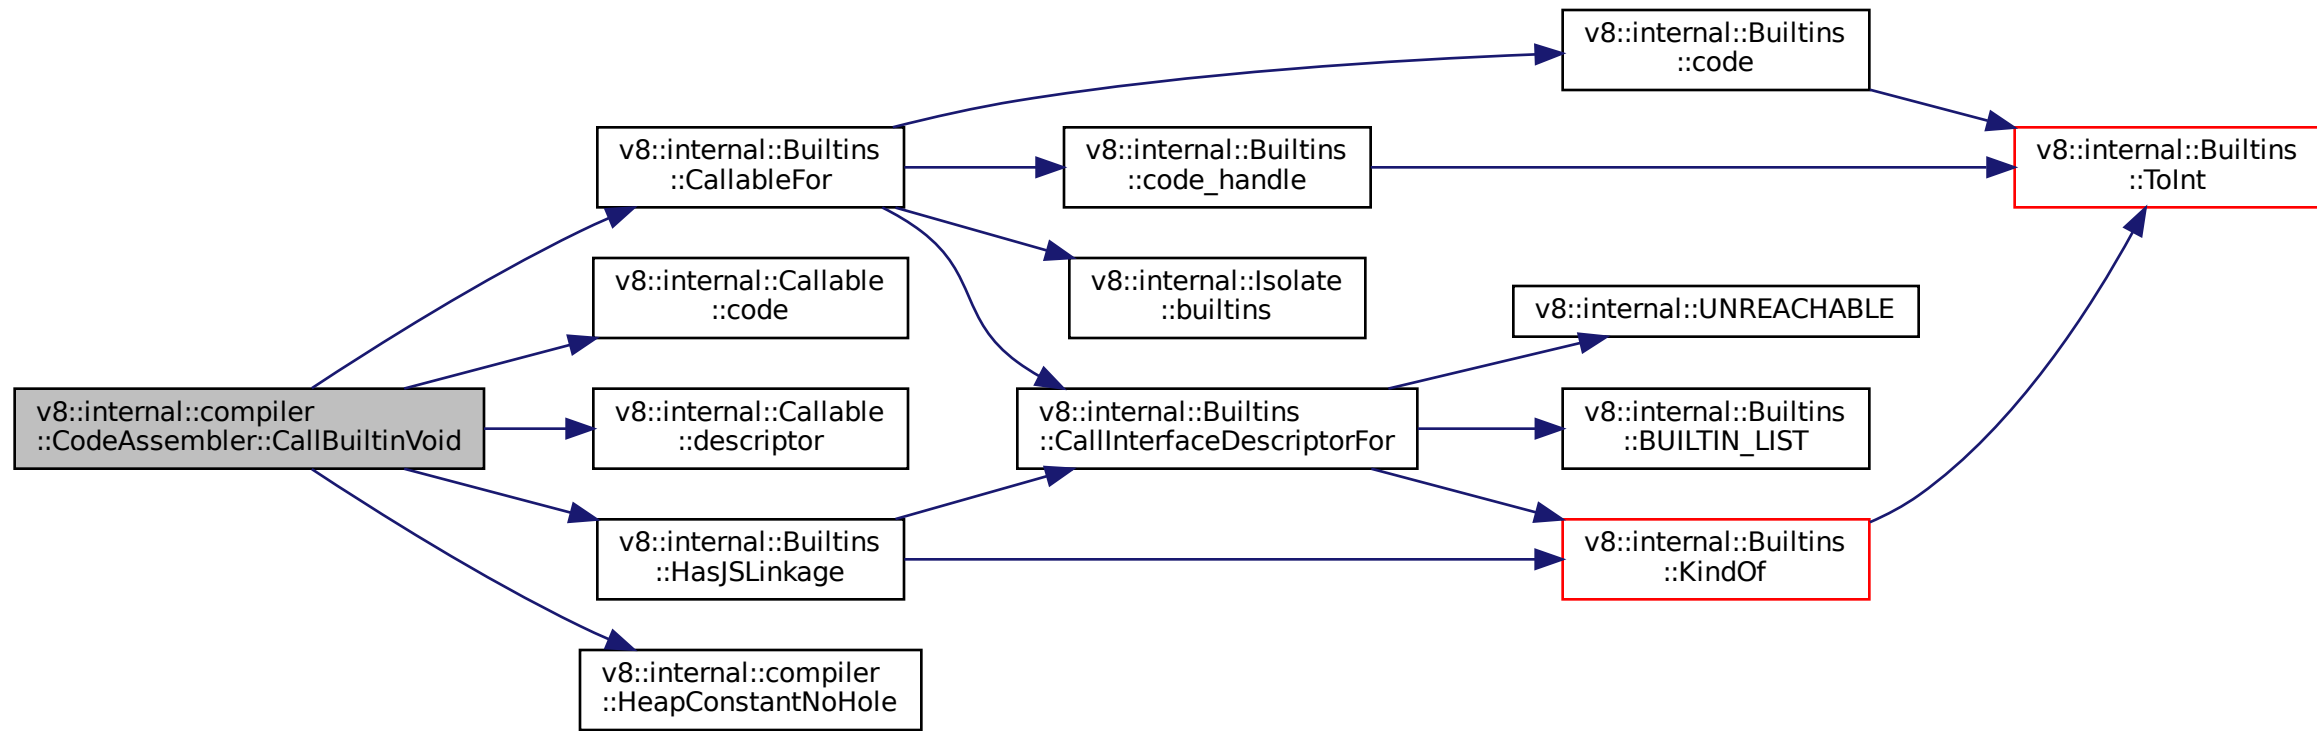 v8::internal::compiler
::CodeAssembler::CallBuiltinVoid
v8::internal::Builtins
::CallableFor
v8::internal::Callable
::code
v8::internal::Callable
::descriptor
v8::internal::Builtins
::HasJSLinkage
v8::internal::compiler
::HeapConstantNoHole
v8::internal::Builtins
::code_handle
v8::internal::Isolate
::builtins
v8::internal::Builtins
::CallInterfaceDescriptorFor
v8::internal::Builtins
::code
v8::internal::UNREACHABLE
v8::internal::Builtins
::BUILTIN_LIST
v8::internal::Builtins
::KindOf
v8::internal::Builtins
::ToInt